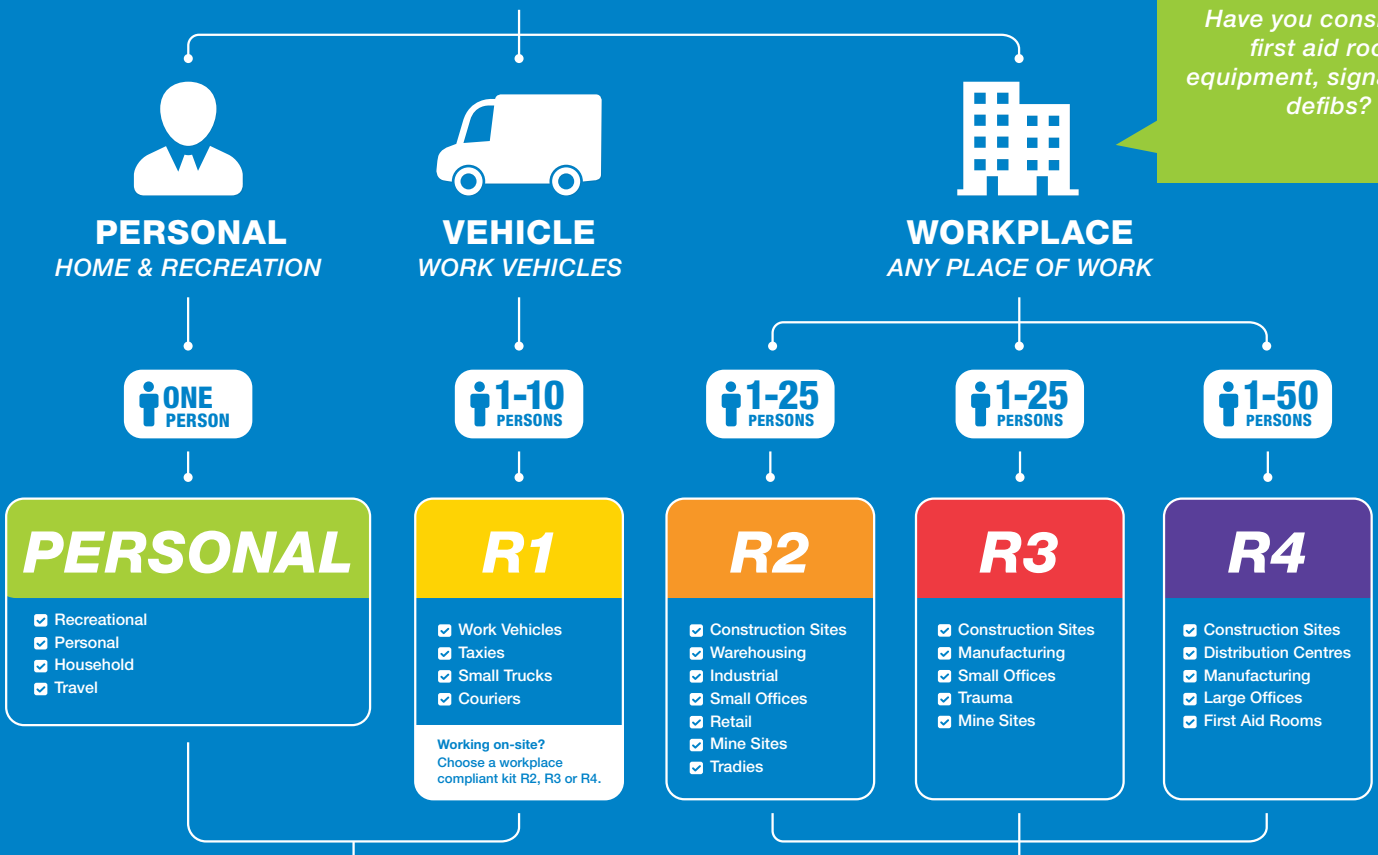 Have you
first aid
equipment,
defibs?
PERSONAL
HOME & RECREATION
VEHICLE
WORK VEHICLES
WORKPLACE
ANY PLACE OF WORK
ONE
PERSON
1-10
PERSONS
1-25
PERSONS
1-25
PERSONS
1-50
PERSONS
PERSONAL
Recreational
Personal
Household
Travel
R1
Work Vehicles
Taxies
Small Trucks
Couriers
Working on-site?
Choose a workplace
compliant kit R2, R3 or R4.
R2
Construction Sites
Warehousing
Industrial
Small Offices
Retail
Mine Sites
Tradies
R3
Construction Sites
Manufacturing
Small Offices
Trauma
Mine Sites
R4
Construction Sites
Distribution Centres
Manufacturing
Large Offices
First Aid Rooms